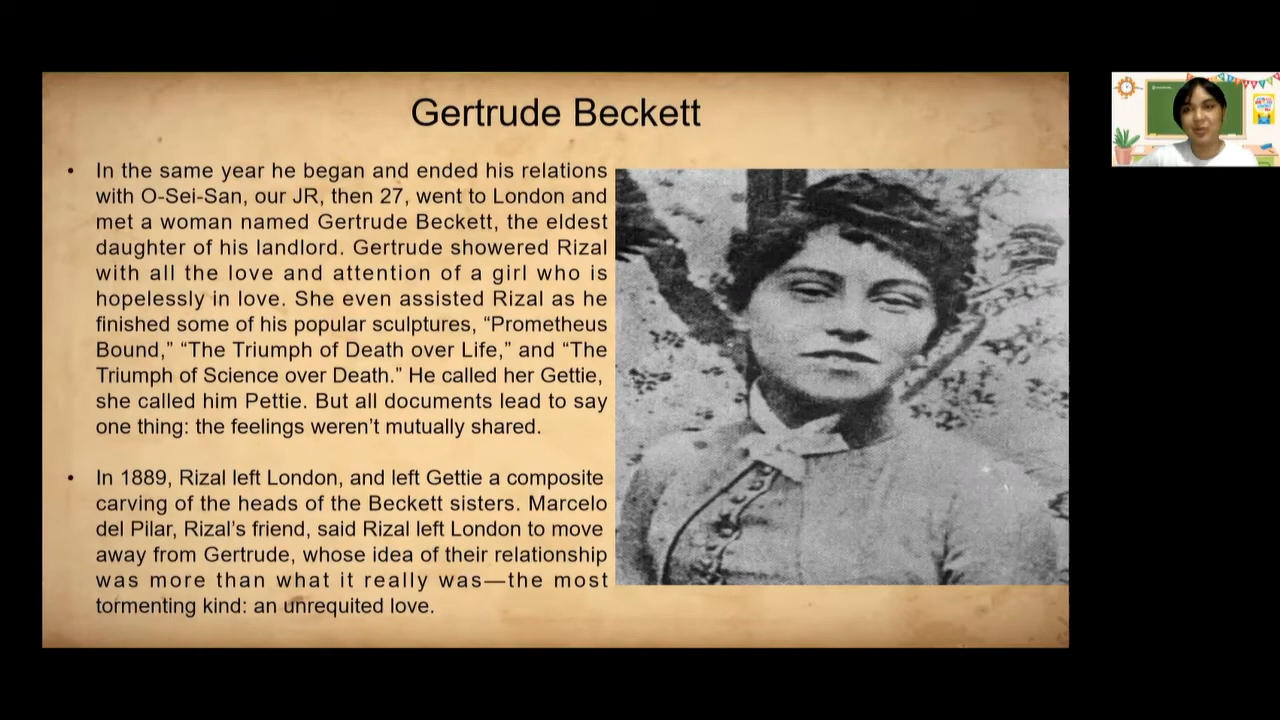 Gertrude Beckett
• In the same year he began and ended his relations
with O-Sei-San, our JR, then 27, went to London and
met a woman named Gertrude Beckett, the eldest
daughter of his landlord. Gertrude showered Rizal
with all the love and attention of a girl who is
hopelessly in love. She even assisted Rizal as he
finished some of his popular sculptures, “Prometheus
Bound,” “The Triumph of Death over Life,” and “The
Triumph of Science over Death.” He called her Gettie,
she called him Pettie. But all documents lead to say
one thing: the feelings weren’t mutually shared.
• In 1889, Rizal left London, and left Gettie a composite
carving of the heads of the Beckett sisters. Marcelo
del Pilar, Rizal’s friend, said Rizal left London to move
away from Gertrude, whose idea of their relationship
was more than what it really was—the most
tormenting kind: an unrequited love.